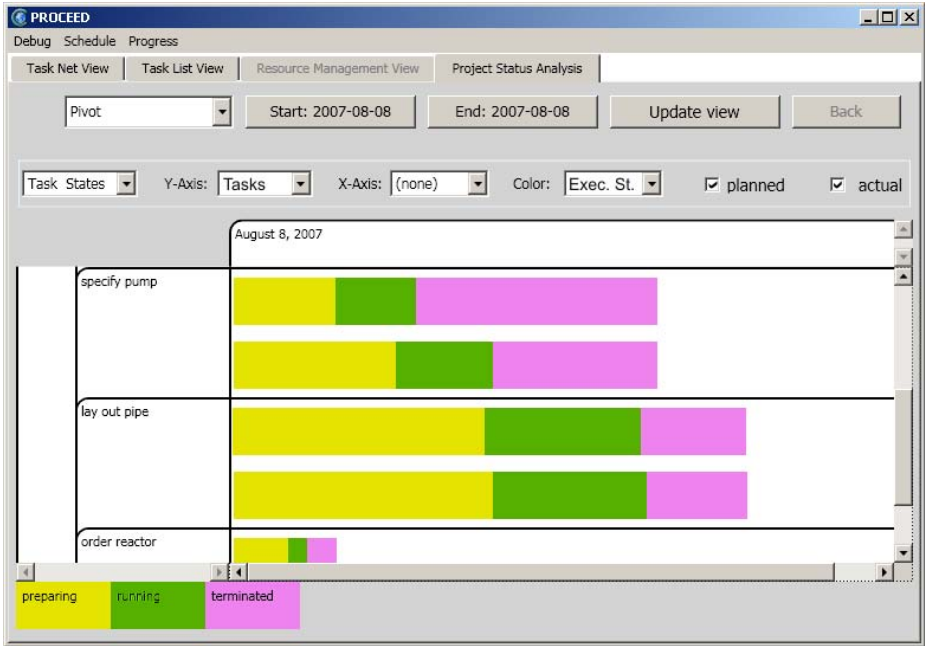 PROCEED
Debug Schedule Progress
Task Net View Task List View Resource Management View Project Status Analysis
Pivot Start: 2007-08-08 End: 2007-08-08 Update view Back
Task States Y-Axis: Tasks X-Axis: (none) Color: Exec. St. planned actual
August 8, 2007
specify pump
lay out pipe
order reactor
preparing running terminated